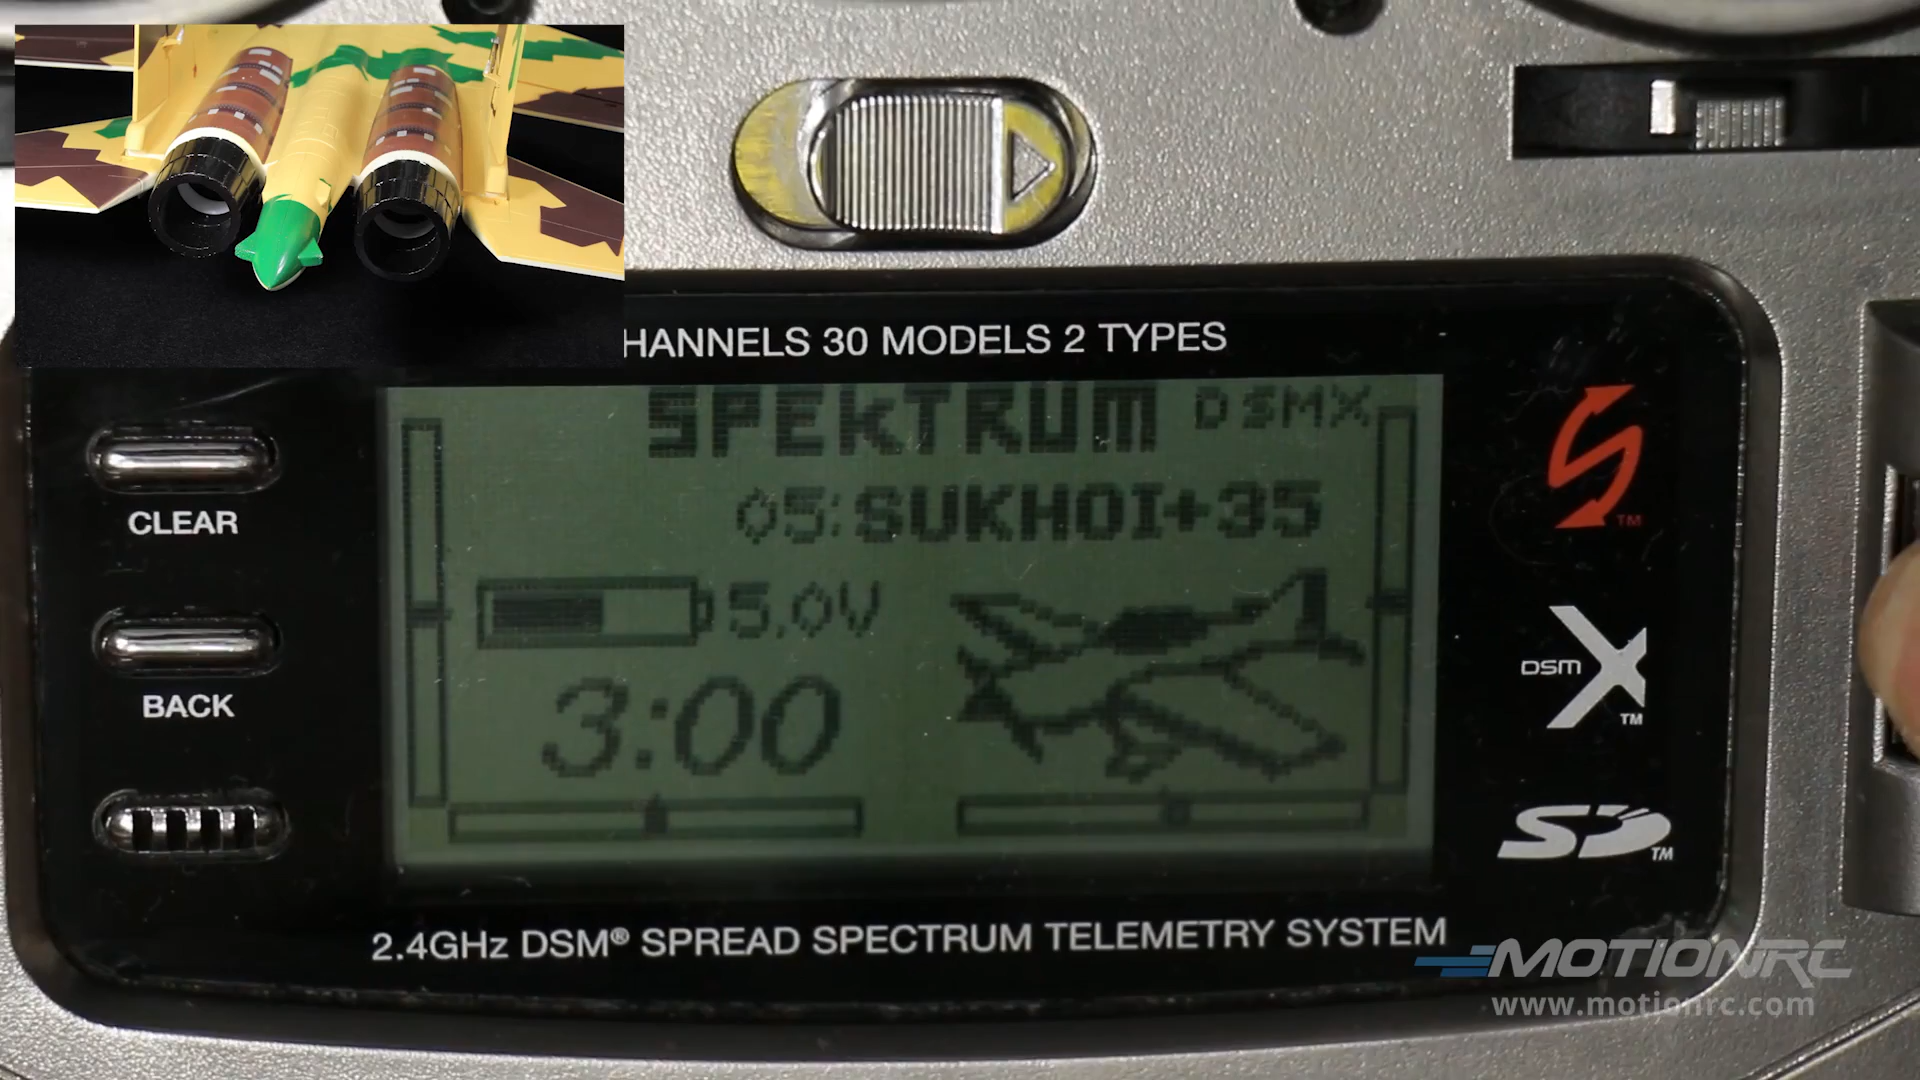 HANNELS 30 MODELS 2 TYPES
SPEKTRUM DSMX
05:SUKHOI+35
5.0V
3:00
CLEAR
BACK
TM
DSM X TM
SD TM
2.4GHz DSM® SPREAD SPECTRUM TELEMETRY SYSTEM
MOTIONRC
www.motionrc.com